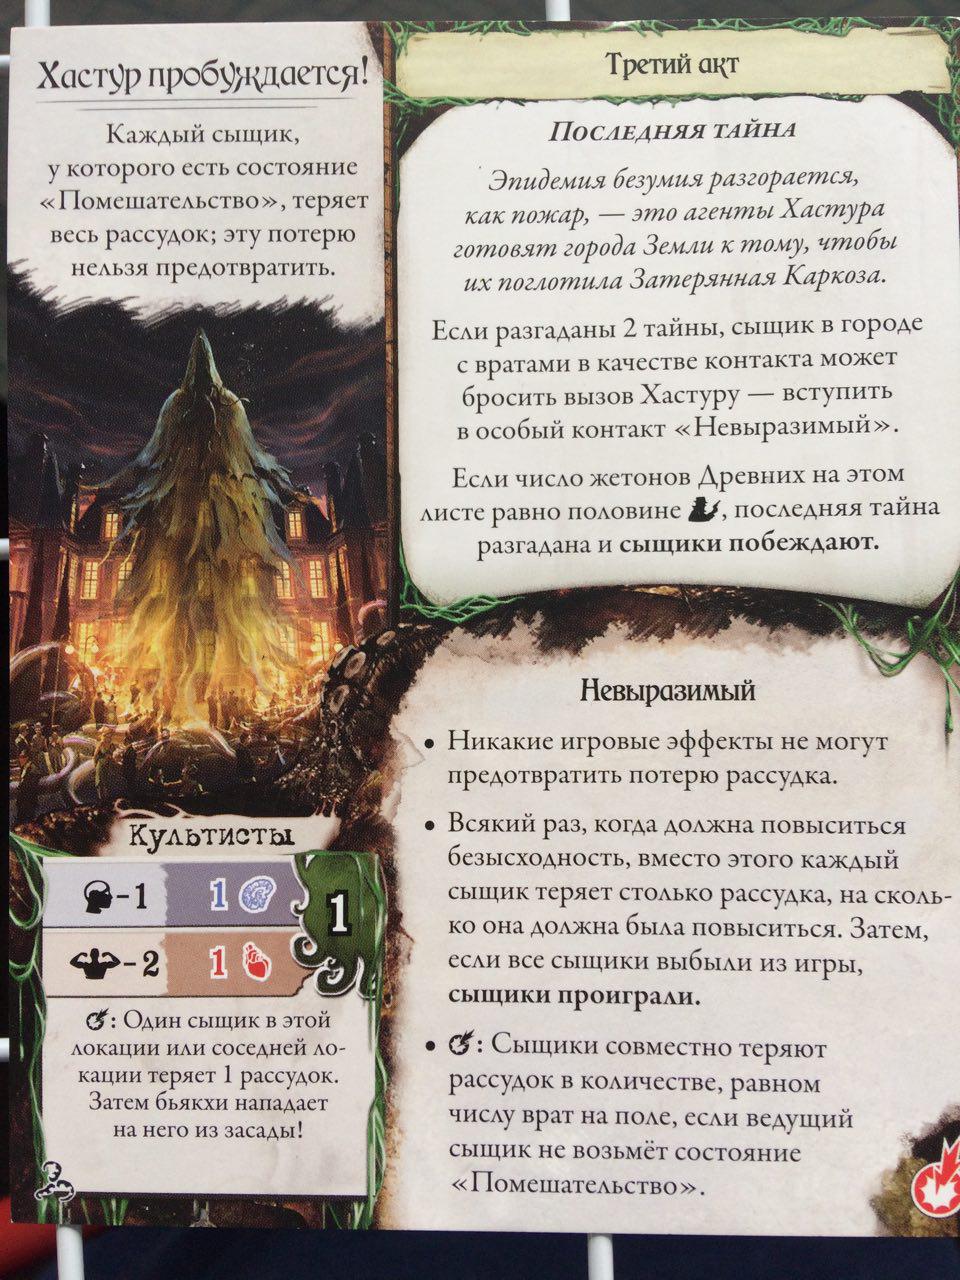 Хастур пробуждается!
Каждый сыщик,
у которого есть состояние
«Помешательство», теряет
весь рассудок; эту потерю
нельзя предотвратить.
Культисты
-1 1
-2 1
1
: Один сыщик в этой
локации или соседней ло-
кации теряет 1 рассудок.
Затем бьякхи нападает
на него из засады!
Третий акт
Последняя тайна
Эпидемия безумия разгорается,
как пожар, — это агенты Хастура
готовят города Земли к тому, чтобы
их поглотила Затерянная Каркоза.
Если разгаданы 2 тайны, сыщик в городе
с вратами в качестве контакта может
бросить вызов Хастуру — вступить
в особый контакт «Невыразимый».
Если число жетонов Древних на этом
листе равно половине , последняя тайна
разгадана и сыщики побеждают.
Невыразимый
• Никакие игровые эффекты не могут
предотвратить потерю рассудка.
• Всякий раз, когда должна повыситься
безысходность, вместо этого каждый
сыщик теряет столько рассудка, на сколь-
ко она должна была повыситься. Затем,
если все сыщики выбыли из игры,
сыщики проиграли.
• : Сыщики совместно теряют
рассудок в количестве, равном
числу врат на поле, если ведущий
сыщик не возьмёт состояние
«Помешательство».